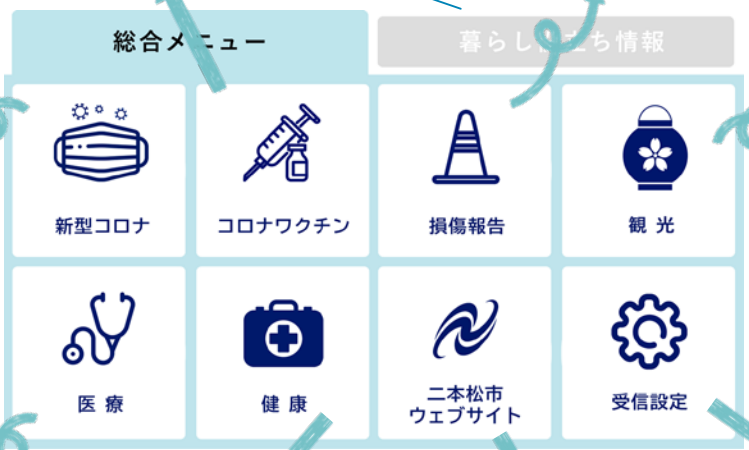 総合メニュー
暮らし役立ち情報
新型コロナ
コロナワクチン
損傷報告
観光
医療
健康
二本松市
ウェブサイト
受信設定